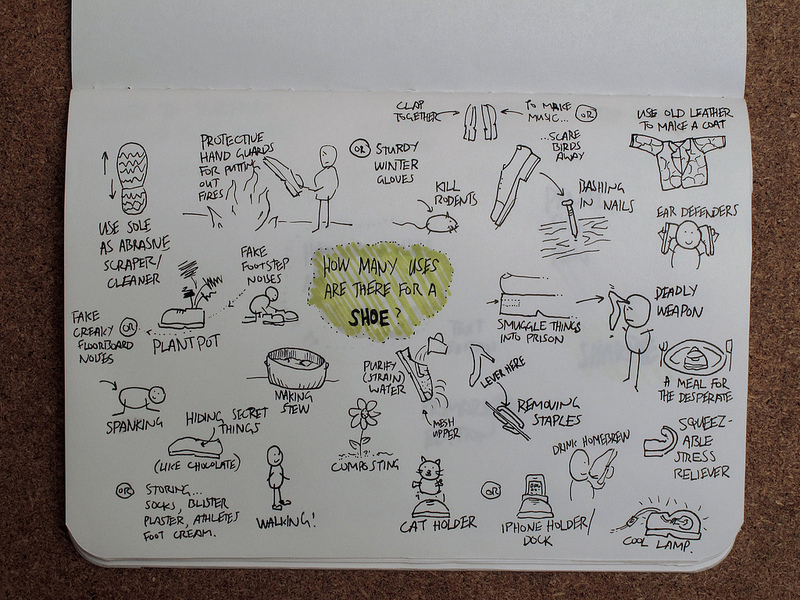 HOW MANY USES
ARE THERE FOR A
SHOE?
CLAP
TOGETHER
TO MAKE
MUSIC...
OR
...SCARE
BIRDS
AWAY
USE OLD LEATHER
TO MAKE A COAT
PROTECTIVE
HAND GUARDS
FOR PUTTING
OUT
FIRES
OR
STURDY
WINTER
GLOVES
KILL
RODENTS
BASHING
IN NAILS
EAR DEFENDERS
USE SOLE
AS ABRASIVE
SCRAPER/
CLEANER
FAKE
FOOTSTEP
NOISES
FAKE
CREAKY
FLOORBOARD
NOISES
OR
PLANT POT
SMUGGLE THINGS
INTO PRISON
DEADLY
WEAPON
A MEAL FOR
THE DESPERATE
MAKING
STEW
PURIFY
(STRAIN)
WATER
MESH
UPPER
LEVER HERE
REMOVING
STAPLES
SPANKING
HIDING SECRET
THINGS
(LIKE CHOCOLATE)
OR
STORING...
SOCKS, BLISTER
PLASTER, ATHLETES
FOOT CREAM.
WALKING!
COMPOSTING
CAT HOLDER
OR
IPHONE HOLDER/
DOCK
DRINK HOMEBREW
SQUEEZ-
ABLE
STRESS
RELIEVER
COOL LAMP.